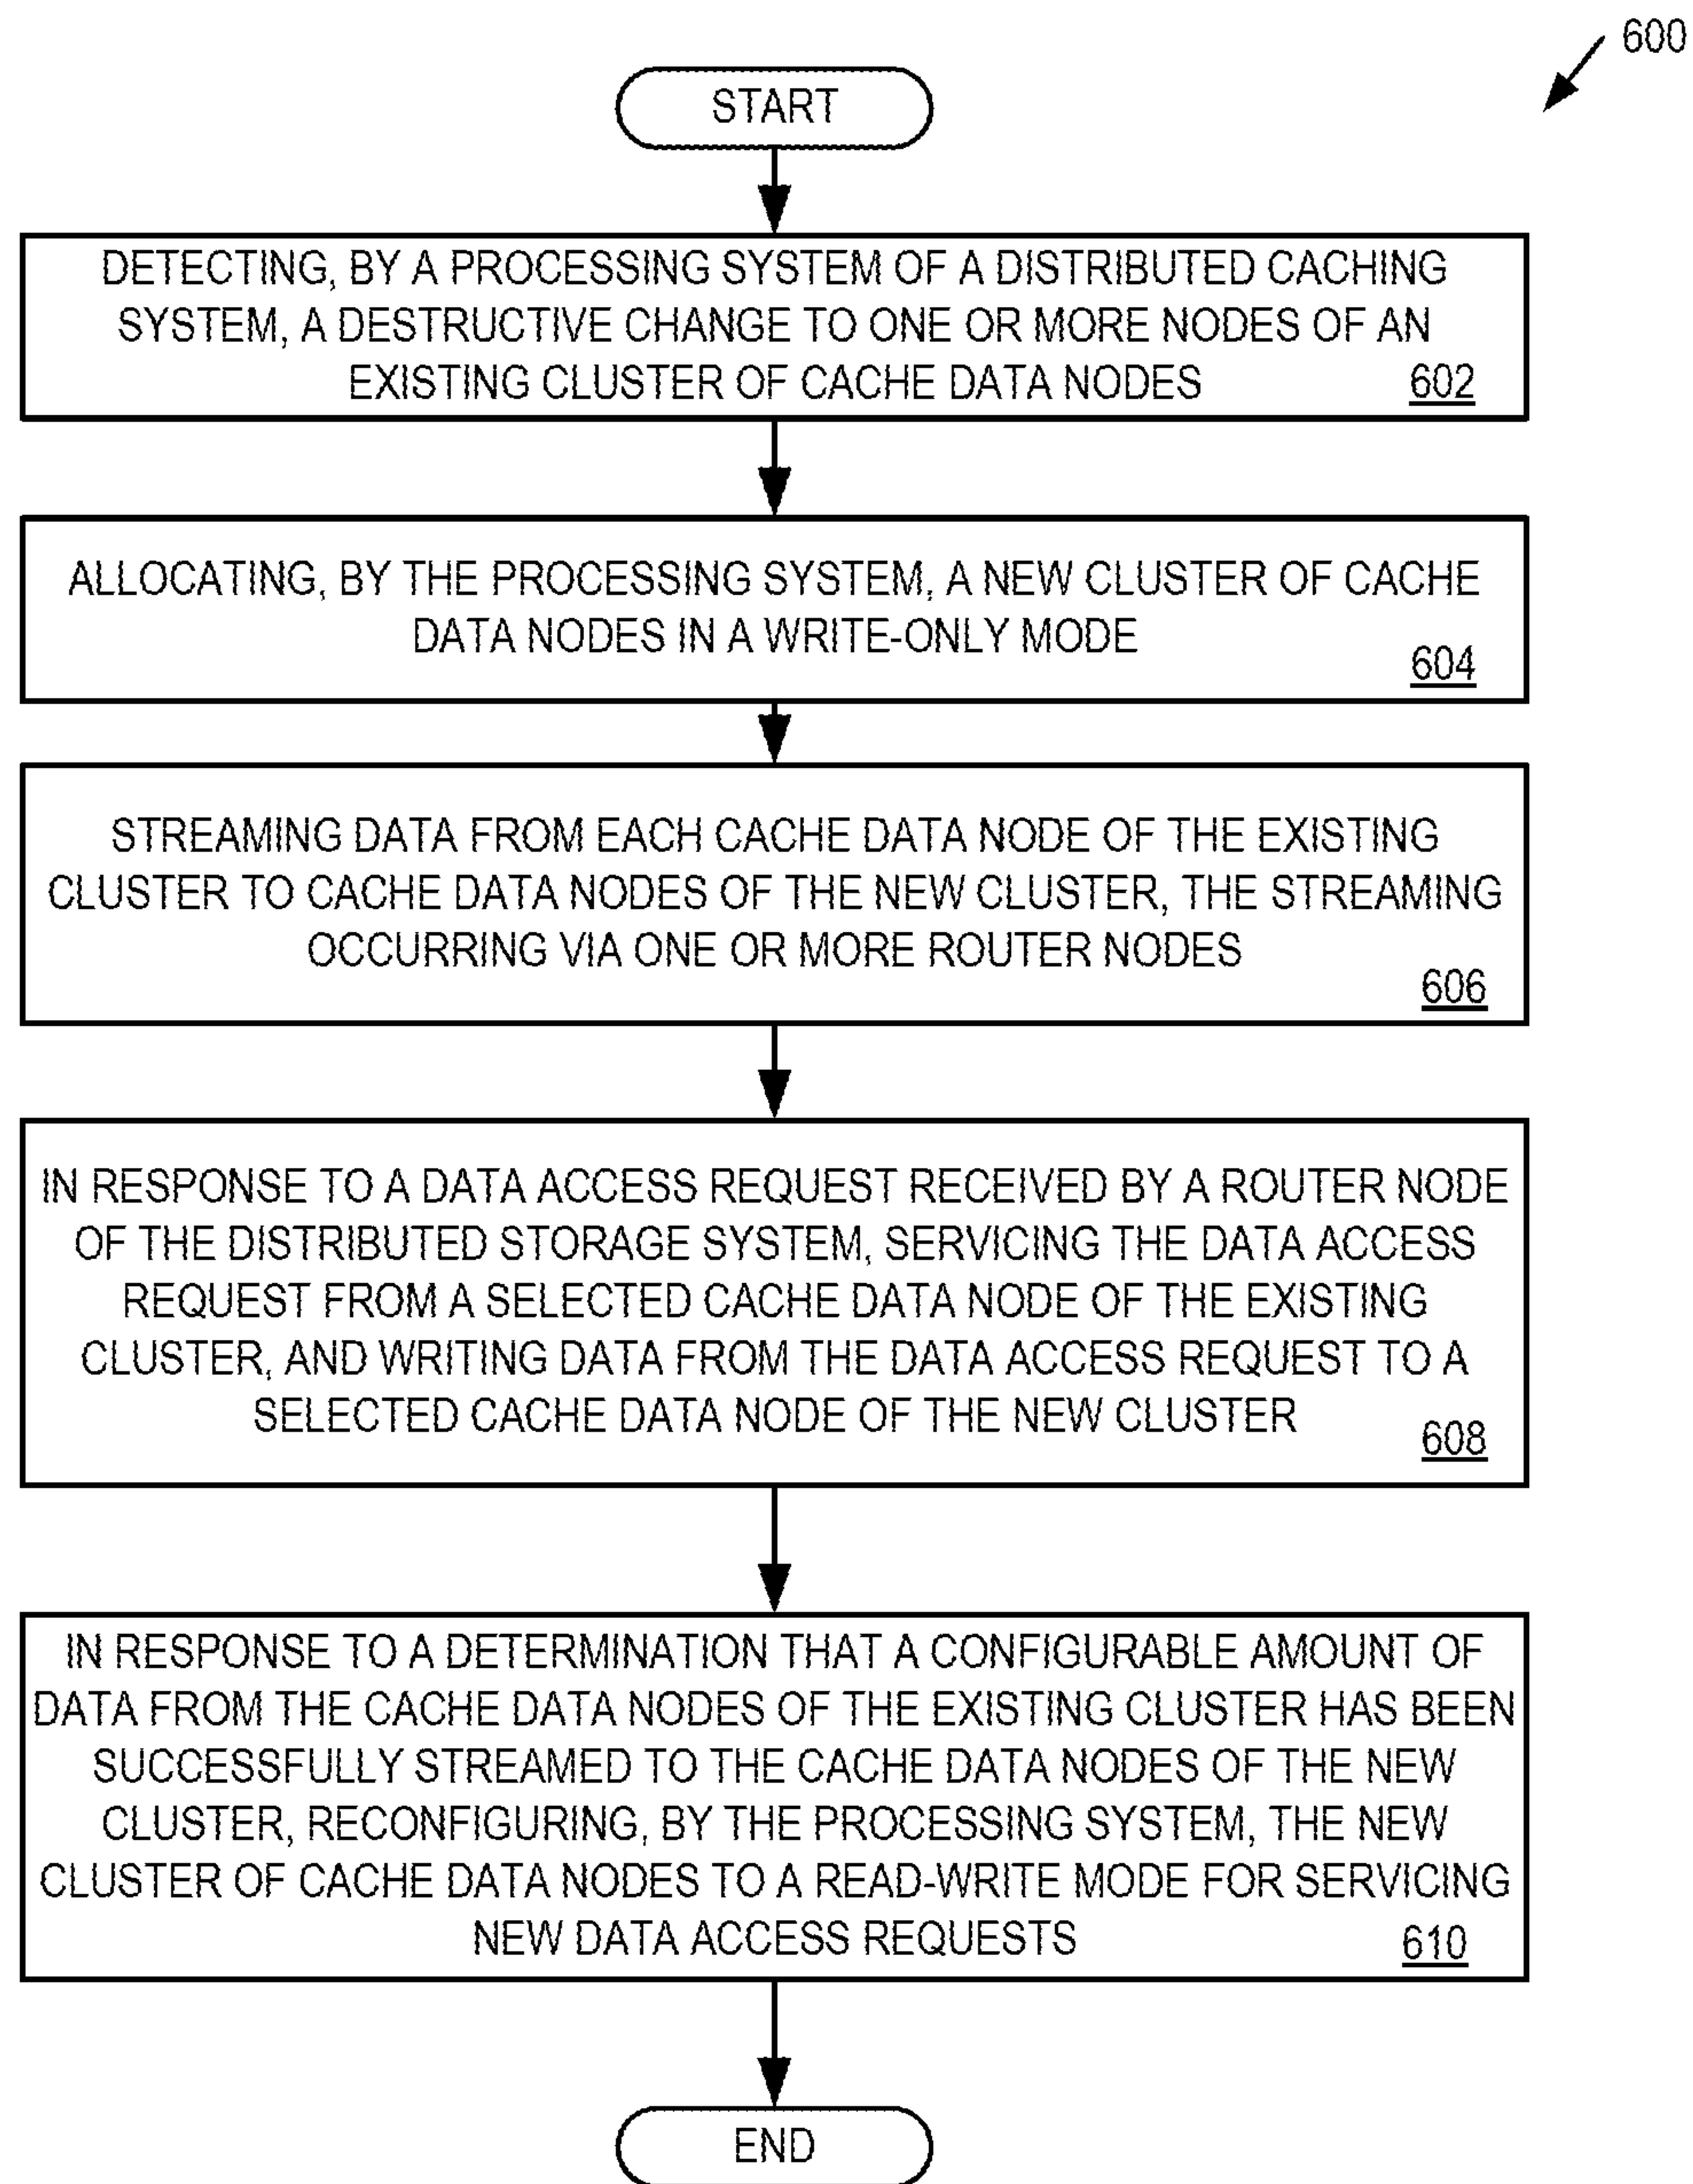 600
START
DETECTING, BY A PROCESSING SYSTEM OF A DISTRIBUTED CACHING
SYSTEM, A DESTRUCTIVE CHANGE TO ONE OR MORE NODES OF AN
EXISTING CLUSTER OF CACHE DATA NODES
602
ALLOCATING, BY THE PROCESSING SYSTEM, A NEW CLUSTER OF CACHE
DATA NODES IN A WRITE-ONLY MODE
604
STREAMING DATA FROM EACH CACHE DATA NODE OF THE EXISTING
CLUSTER TO CACHE DATA NODES OF THE NEW CLUSTER, THE STREAMING
OCCURRING VIA ONE OR MORE ROUTER NODES
606
IN RESPONSE TO A DATA ACCESS REQUEST RECEIVED BY A ROUTER NODE
OF THE DISTRIBUTED STORAGE SYSTEM, SERVICING THE DATA ACCESS
REQUEST FROM A SELECTED CACHE DATA NODE OF THE EXISTING
CLUSTER, AND WRITING DATA FROM THE DATA ACCESS REQUEST TO A
SELECTED CACHE DATA NODE OF THE NEW CLUSTER
608
IN RESPONSE TO A DETERMINATION THAT A CONFIGURABLE AMOUNT OF
DATA FROM THE CACHE DATA NODES OF THE EXISTING CLUSTER HAS BEEN
SUCCESSFULLY STREAMED TO THE CACHE DATA NODES OF THE NEW
CLUSTER, RECONFIGURING, BY THE PROCESSING SYSTEM, THE NEW
CLUSTER OF CACHE DATA NODES TO A READ-WRITE MODE FOR SERVICING
NEW DATA ACCESS REQUESTS
610
END